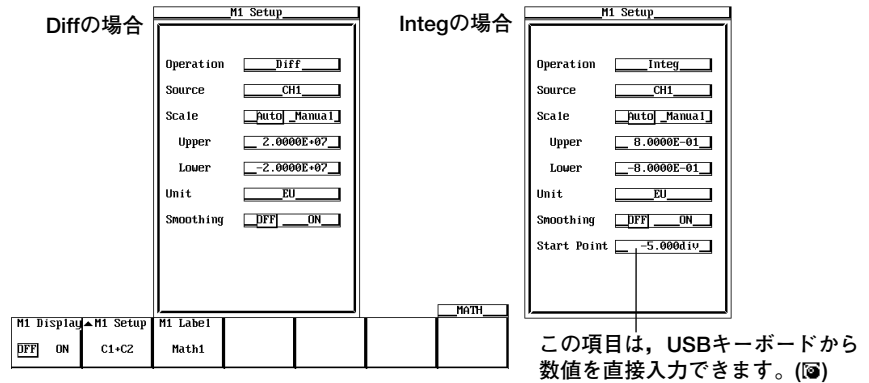 Diffの場合
M1 Setup
Operation Diff
Source CH1
Scale Auto Manual
Upper 2.0000E+07
Lower -2.0000E+07
Unit EU
Smoothing OFF ON
Integの場合
M1 Setup
Operation Integ
Source CH1
Scale Auto Manual
Upper 8.0000E-01
Lower -8.0000E-01
Unit EU
Smoothing OFF ON
Start Point -5.000div
MATH
M1 Display M1 Setup M1 Label
OFF ON C1+C2 Math1
この項目は，USBキーボードから
数値を直接入力できます。()